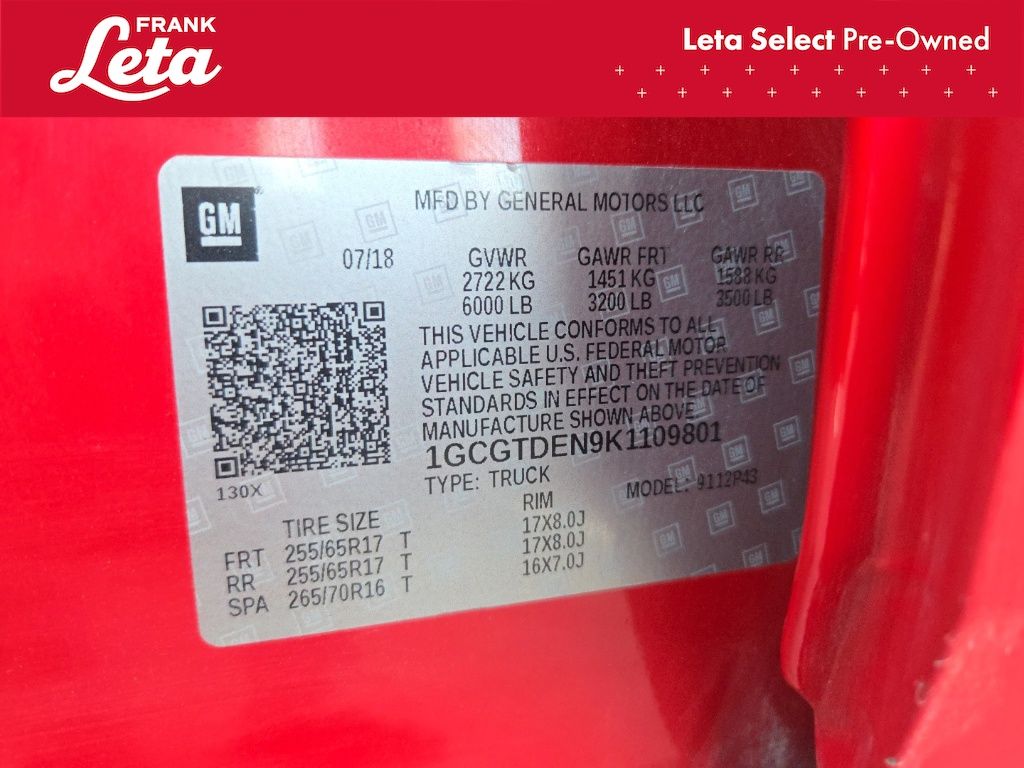 FRANK
Leta
Leta Select Pre-Owned
GM
MFD BY GENERAL MOTORS LLC
07/18 GVWR GAWR FRT GAWR RR
2722 KG 1451 KG 1588 KG
6000 LB 3200 LB 3500 LB
THIS VEHICLE CONFORMS TO ALL
APPLICABLE U.S. FEDERAL MOTOR
VEHICLE SAFETY AND THEFT PREVENTION
STANDARDS IN EFFECT ON THE DATE OF
MANUFACTURE SHOWN ABOVE
1GCGTDEN9K1109801
130X
TYPE: TRUCK MODEL: 9112P43
TIRE SIZE RIM
FRT 255/65R17 T 17X8.0J
RR 255/65R17 T 17X8.0J
SPA 265/70R16 T 16X7.0J